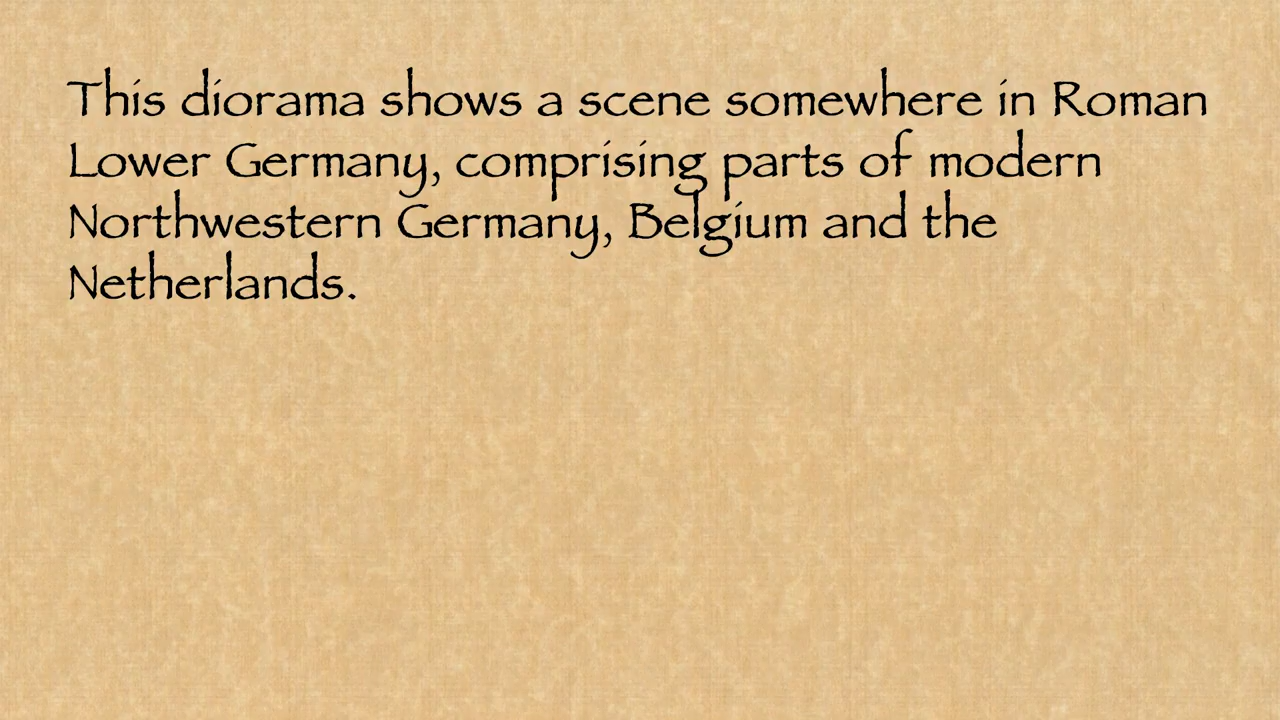 This diorama shows a scene somewhere in Roman
Lower Germany, comprising parts of modern
Northwestern Germany, Belgium and the
Netherlands.